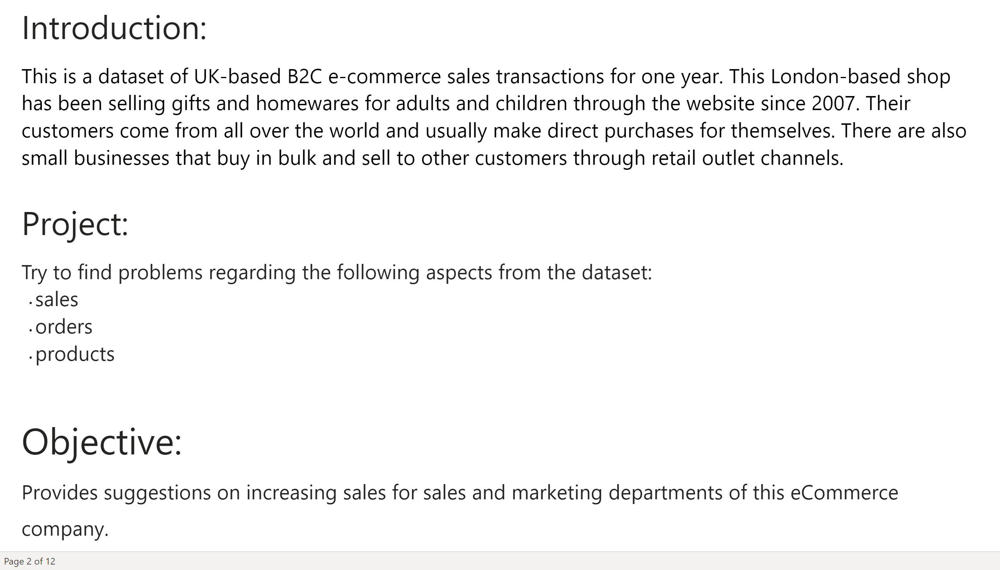 Introduction:
This is a dataset of UK-based B2C e-commerce sales transactions for one year. This London-based shop
has been selling gifts and homewares for adults and children through the website since 2007. Their
customers come from all over the world and usually make direct purchases for themselves. There are also
small businesses that buy in bulk and sell to other customers through retail outlet channels.
Project:
Try to find problems regarding the following aspects from the dataset:
• sales
• orders
• products
Objective:
Provides suggestions on increasing sales for sales and marketing departments of this eCommerce
company.
Page 2 of 12